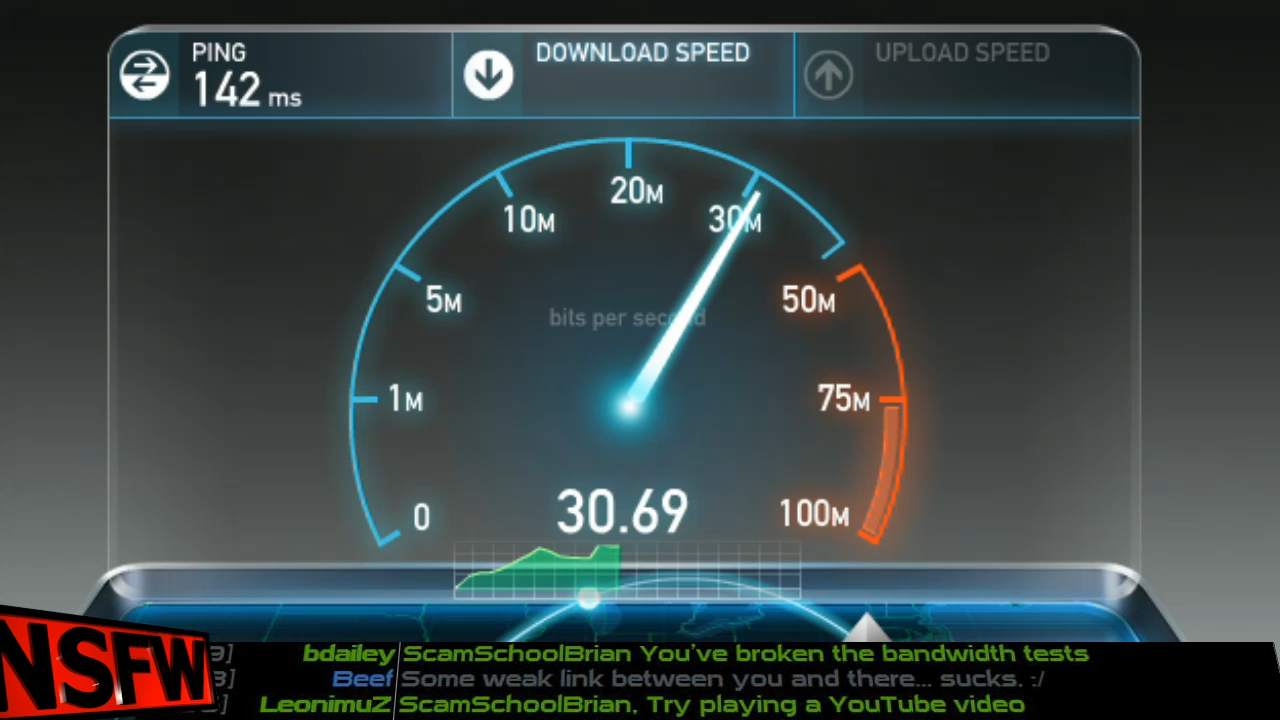 PING
142 ms
DOWNLOAD SPEED
UPLOAD SPEED
20M
10M
30M
5M
50M
bits per second
1M
75M
0
30.69
100M
NSFW
bdailey ScamSchoolBrian You've broken the bandwidth tests
Beef Some weak link between you and there... sucks. :/
LeonimuZ ScamSchoolBrian, Try playing a YouTube video